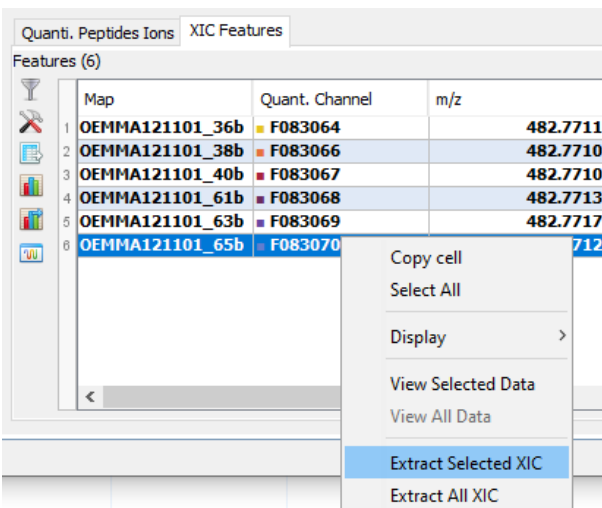 Quanti. Peptides Ions XIC Features
Features (6)
Map Quant. Channel m/z
1 OEMMA121101_36b F083064 482.7711
2 OEMMA121101_38b F083066 482.7710
3 OEMMA121101_40b F083067 482.7710
4 OEMMA121101_61b F083068 482.7713
5 OEMMA121101_63b F083069 482.7717
6 OEMMA121101_65b F083070 712
Copy cell
Select All
Display
View Selected Data
View All Data
Extract Selected XIC
Extract All XIC